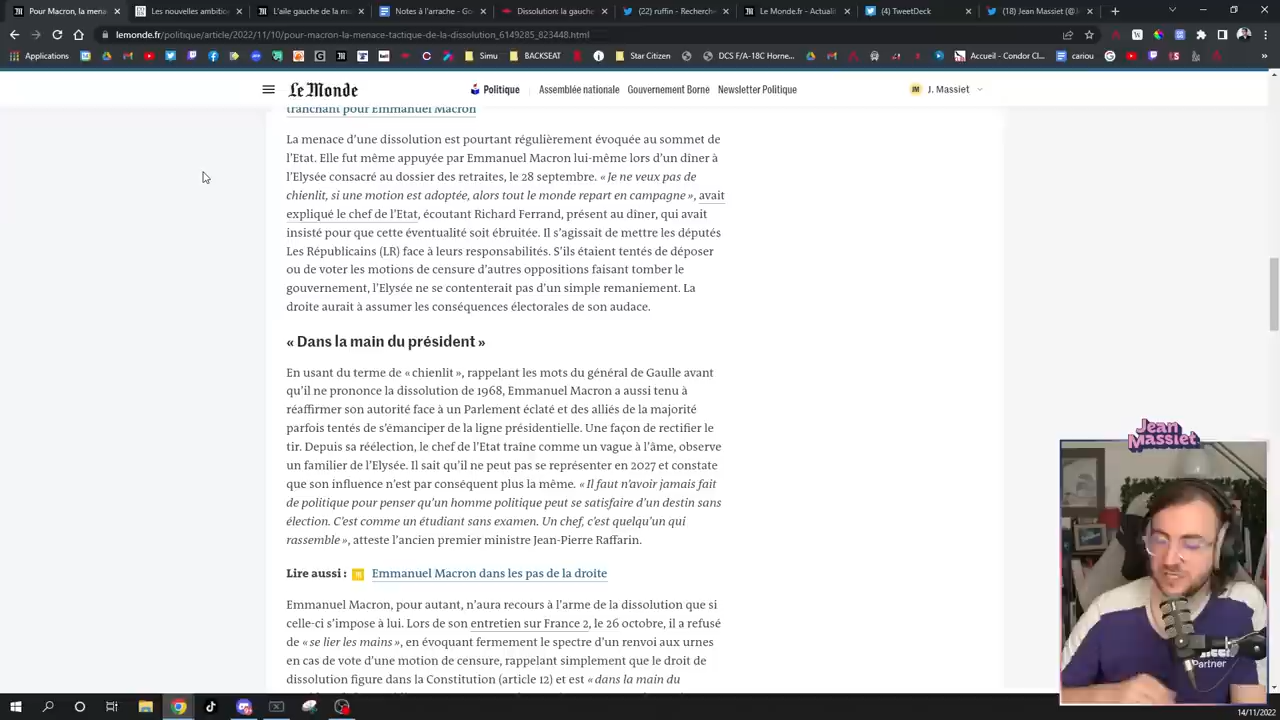 Pour Macron, la mena
Les nouvelles ambition
L'aile gauche de la m
Notes à l'arrache - Go
Dissolution: la gauche
(22) ruffin - Recherch
Le Monde.fr - Actuali
(4) TweetDeck
(18) Jean Massiet (@J
lemonde.fr/politique/article/2022/11/10/pour-macron-la-menace-tactique-de-la-dissolution_6149285_823448.html
Applications
Simu
BACKSEAT
Star Citizen
DCS F/A-18C Horne...
Accueil - Condor Cl...
cariou
Le Monde
Politique
Assemblée nationale
Gouvernement Borne
Newsletter Politique
JM
J. Massiet
tranchant pour Emmanuel Macron
La menace d'une dissolution est pourtant régulièrement évoquée au sommet de
l'Etat. Elle fut même appuyée par Emmanuel Macron lui-même lors d'un dîner à
l'Elysée consacré au dossier des retraites, le 28 septembre. « Je ne veux pas de
chienlit, si une motion est adoptée, alors tout le monde repart en campagne », avait
expliqué le chef de l'Etat, écoutant Richard Ferrand, présent au dîner, qui avait
insisté pour que cette éventualité soit ébruitée. Il s'agissait de mettre les députés
Les Républicains (LR) face à leurs responsabilités. S'ils étaient tentés de déposer
ou de voter les motions de censure d'autres oppositions faisant tomber le
gouvernement, l'Elysée ne se contenterait pas d'un simple remaniement. La
droite aurait à assumer les conséquences électorales de son audace.
« Dans la main du président »
En usant du terme de « chienlit », rappelant les mots du général de Gaulle avant
qu'il ne prononce la dissolution de 1968, Emmanuel Macron a aussi tenu à
réaffirmer son autorité face à un Parlement éclaté et des alliés de la majorité
parfois tentés de s'émanciper de la ligne présidentielle. Une façon de rectifier le
tir. Depuis sa réélection, le chef de l'Etat traîne comme un vague à l'âme, observe
un familier de l'Elysée. Il sait qu'il ne peut pas se représenter en 2027 et constate
que son influence n'est par conséquent plus la même. « Il faut n'avoir jamais fait
de politique pour penser qu'un homme politique peut se satisfaire d'un destin sans
élection. C'est comme un étudiant sans examen. Un chef, c'est quelqu'un qui
rassemble », atteste l'ancien premier ministre Jean-Pierre Raffarin.
Lire aussi : Emmanuel Macron dans les pas de la droite
Emmanuel Macron, pour autant, n'aura recours à l'arme de la dissolution que si
celle-ci s'impose à lui. Lors de son entretien sur France 2, le 26 octobre, il a refusé
de « se lier les mains », en évoquant fermement le spectre d'un renvoi aux urnes
en cas de vote d'une motion de censure, rappelant simplement que le droit de
dissolution figure dans la Constitution (article 12) et est « dans la main du
Jean
Massiet
Partner
14/11/2022